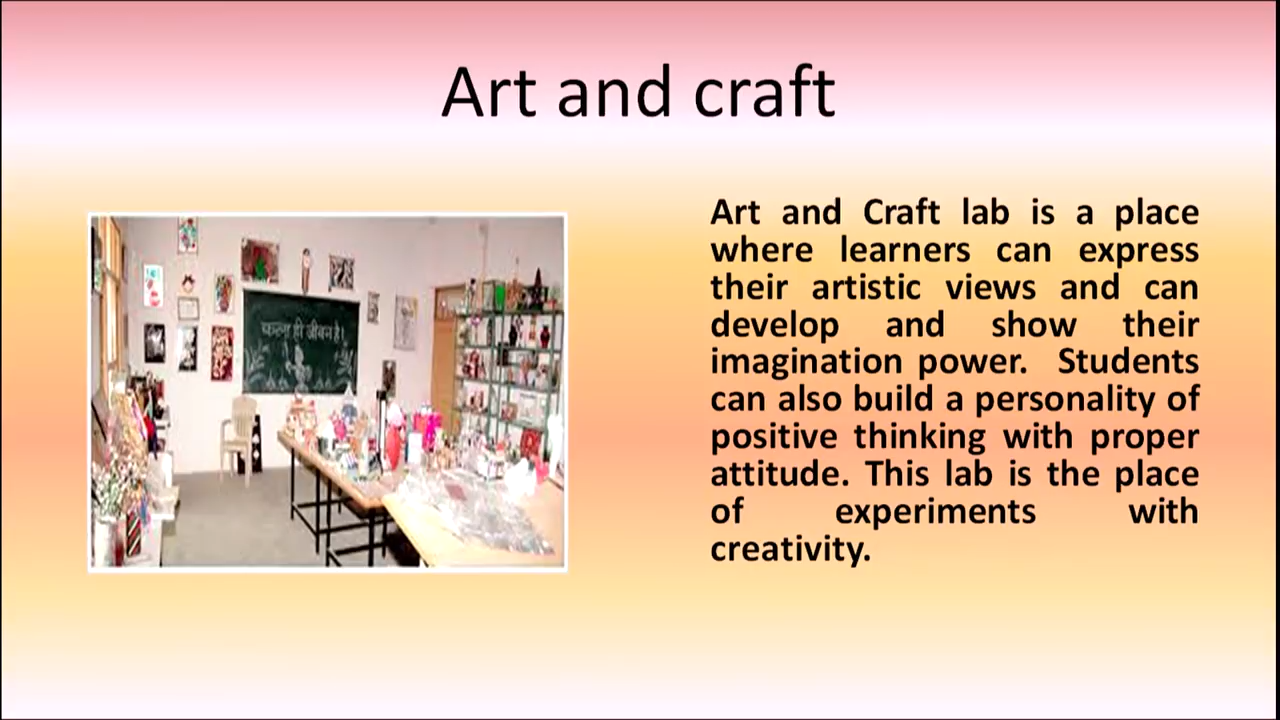 Art and craft
कला ही जीवन है।
Art and Craft lab is a place
where learners can express
their artistic views and can
develop and show their
imagination power. Students
can also build a personality of
positive thinking with proper
attitude. This lab is the place
of experiments with
creativity.